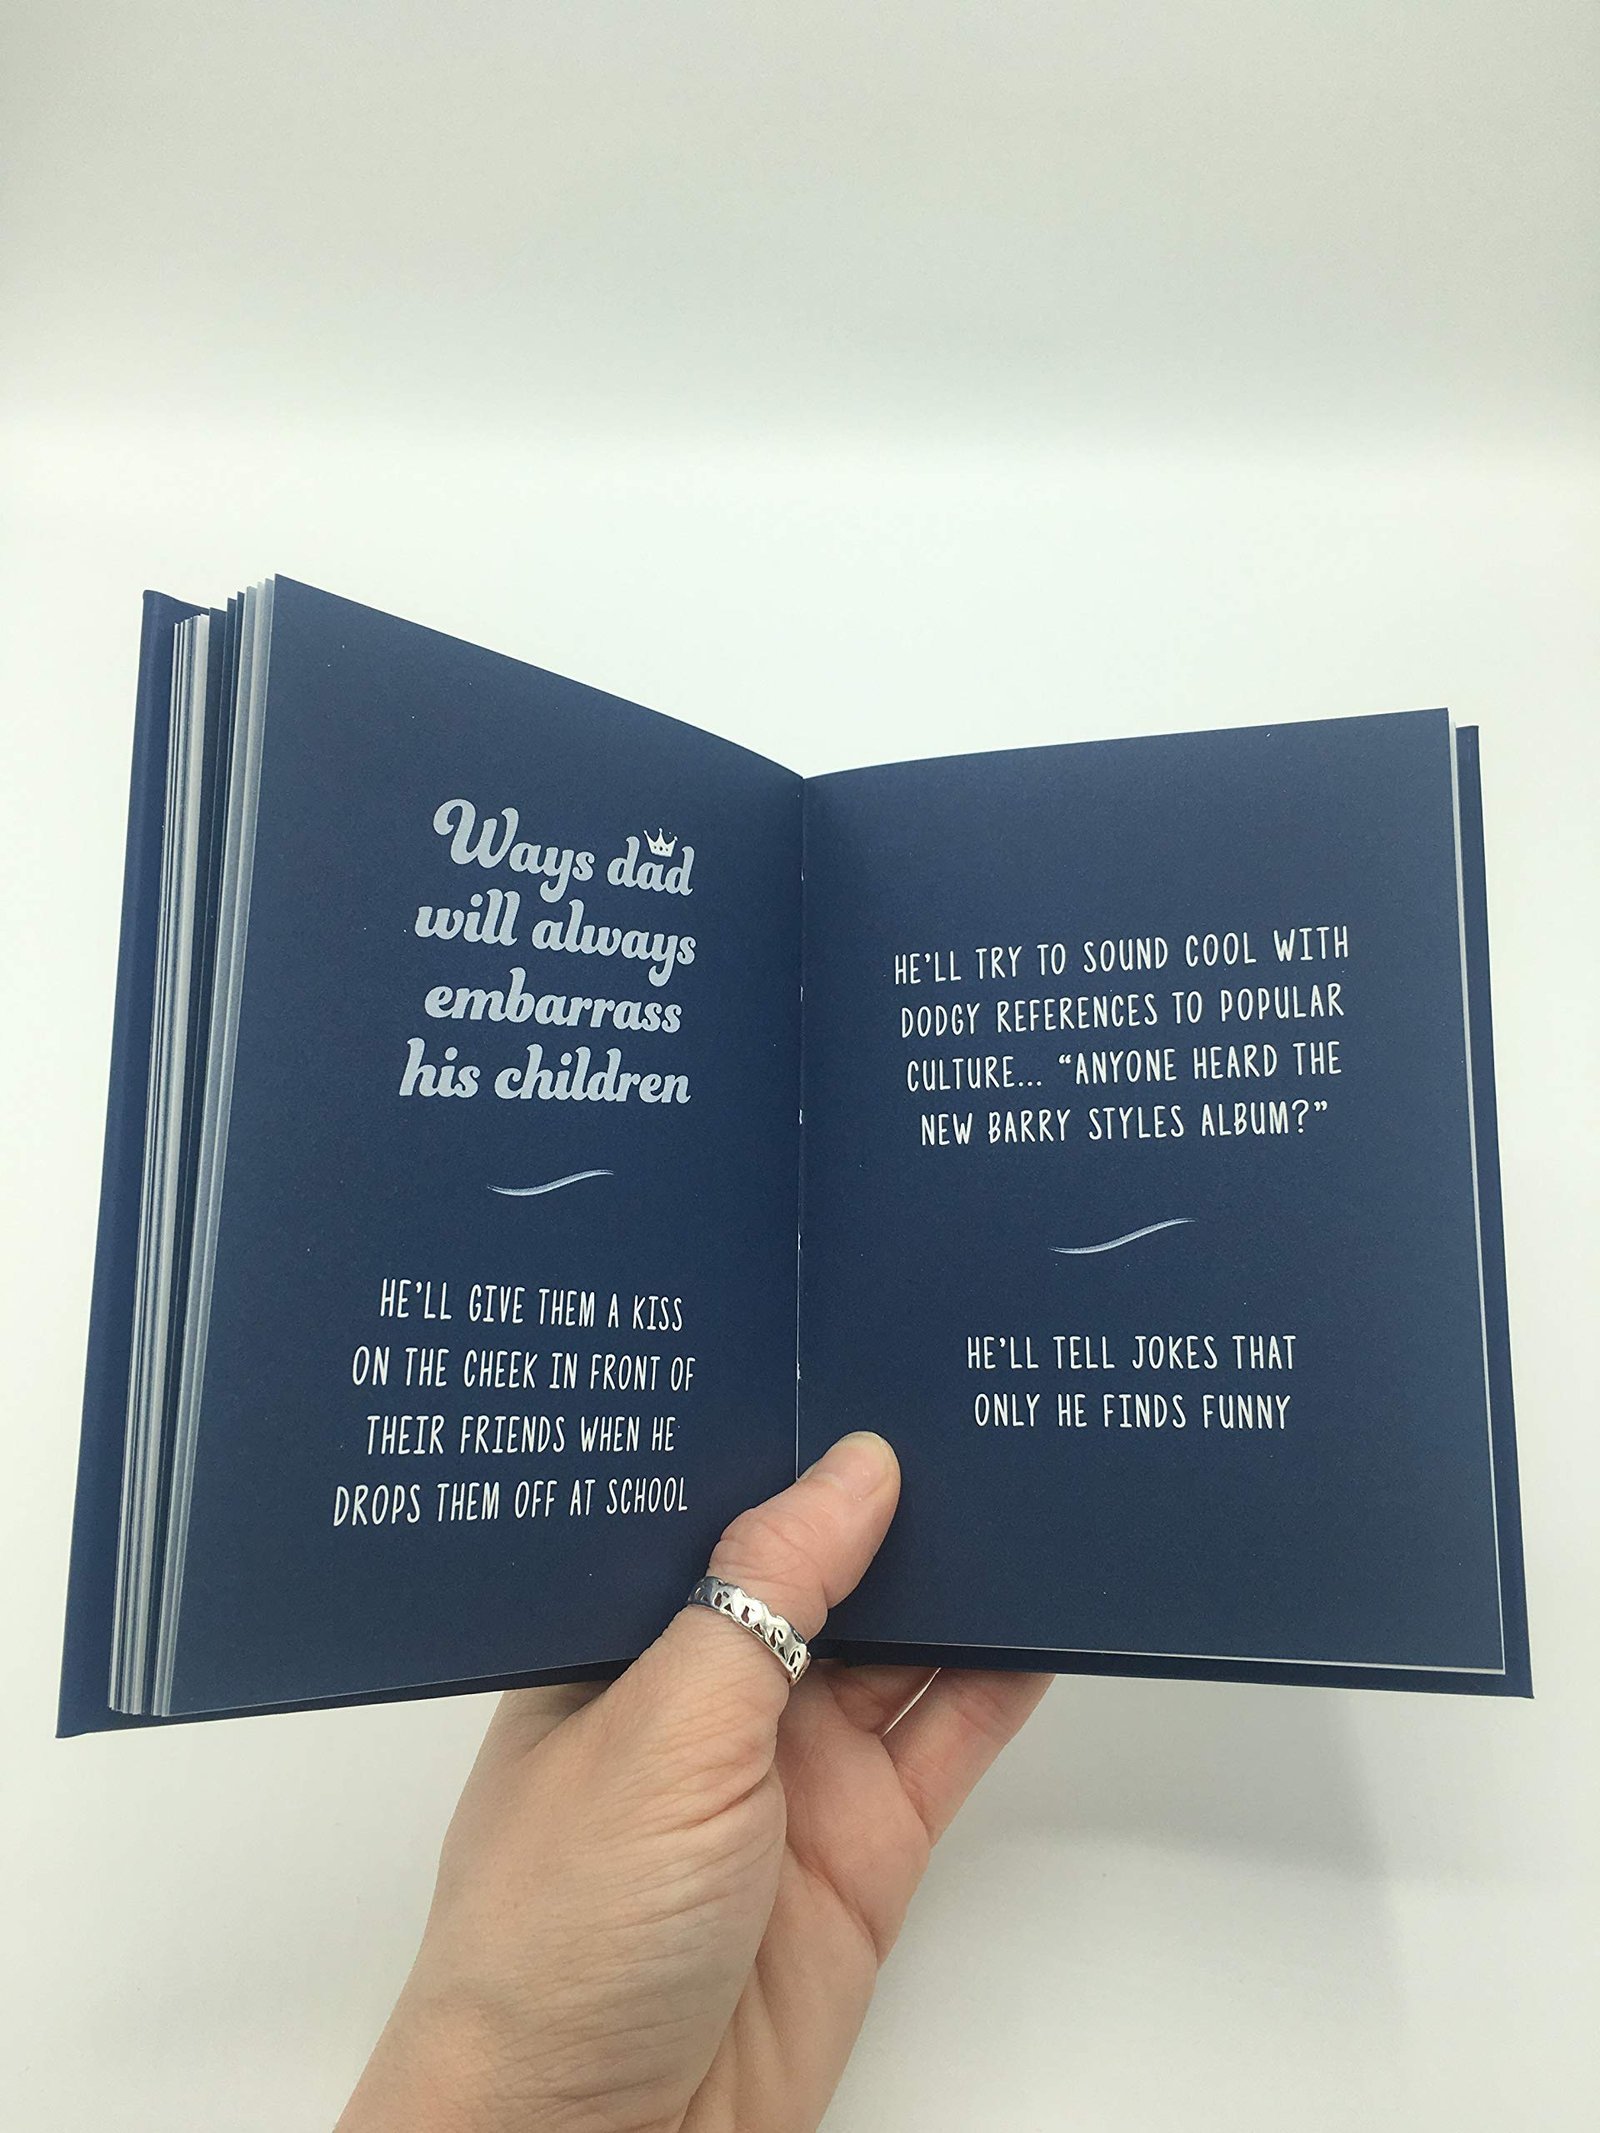 Ways dad
will always
embarrass
his children
HE'LL GIVE THEM A KISS
ON THE CHEEK IN FRONT OF
THEIR FRIENDS WHEN HE
DROPS THEM OFF AT SCHOOL
HE'LL TRY TO SOUND COOL WITH
DODGY REFERENCES TO POPULAR
CULTURE... “ANYONE HEARD THE
NEW BARRY STYLES ALBUM?”
HE'LL TELL JOKES THAT
ONLY HE FINDS FUNNY